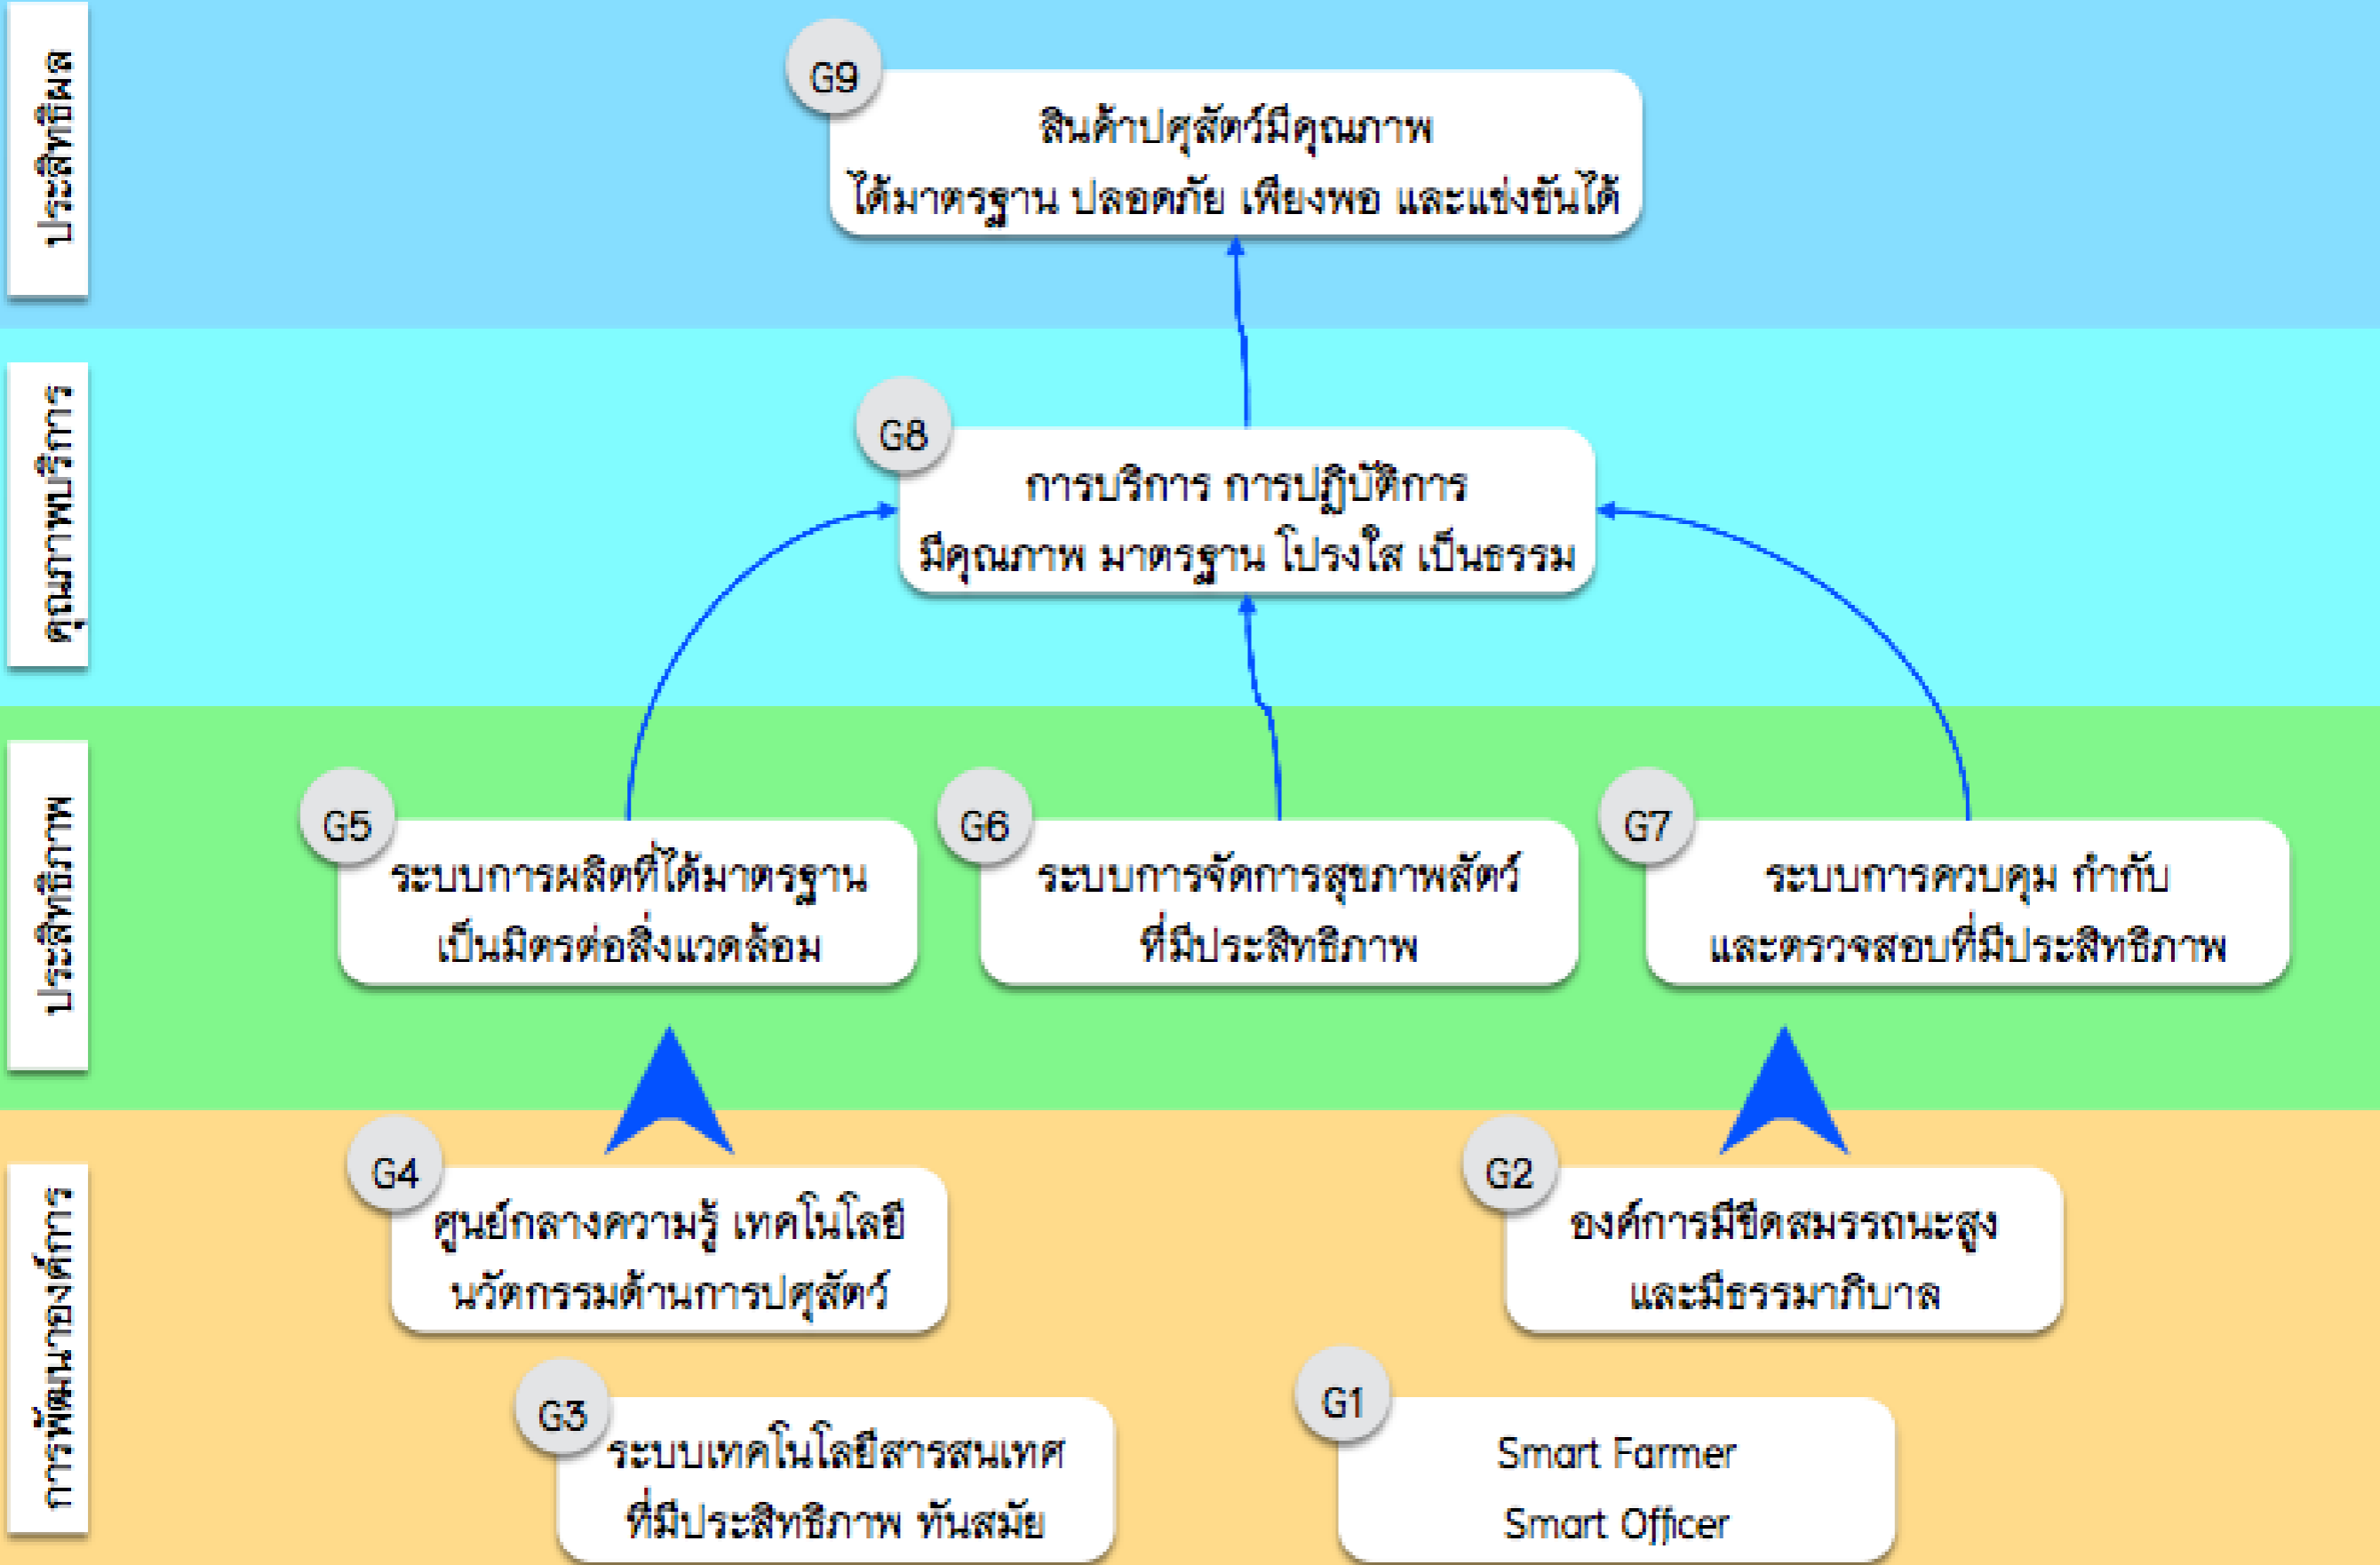 ประสิทธิผล
G9
สินค้าปศุสัตว์มีคุณภาพ
ได้มาตรฐาน ปลอดภัย เพียงพอ และแข่งขันได้
คุณภาพบริการ
G8
การบริการ การปฏิบัติการ
มีคุณภาพ มาตรฐาน โปรงใส เป็นธรรม
ประสิทธิภาพ
G5
ระบบการผลิตที่ได้มาตรฐาน
เป็นมิตรต่อสิ่งแวดล้อม
G6
ระบบการจัดการสุขภาพสัตว์
ที่มีประสิทธิภาพ
G7
ระบบการควบคุม กำกับ
และตรวจสอบที่มีประสิทธิภาพ
การพัฒนาองค์การ
G4
ศูนย์กลางความรู้ เทคโนโลยี
นวัตกรรมด้านการปศุสัตว์
G2
องค์การมีขีดสมรรถนะสูง
และมีธรรมาภิบาล
G3
ระบบเทคโนโลยีสารสนเทศ
ที่มีประสิทธิภาพ ทันสมัย
G1
Smart Farmer
Smart Officer